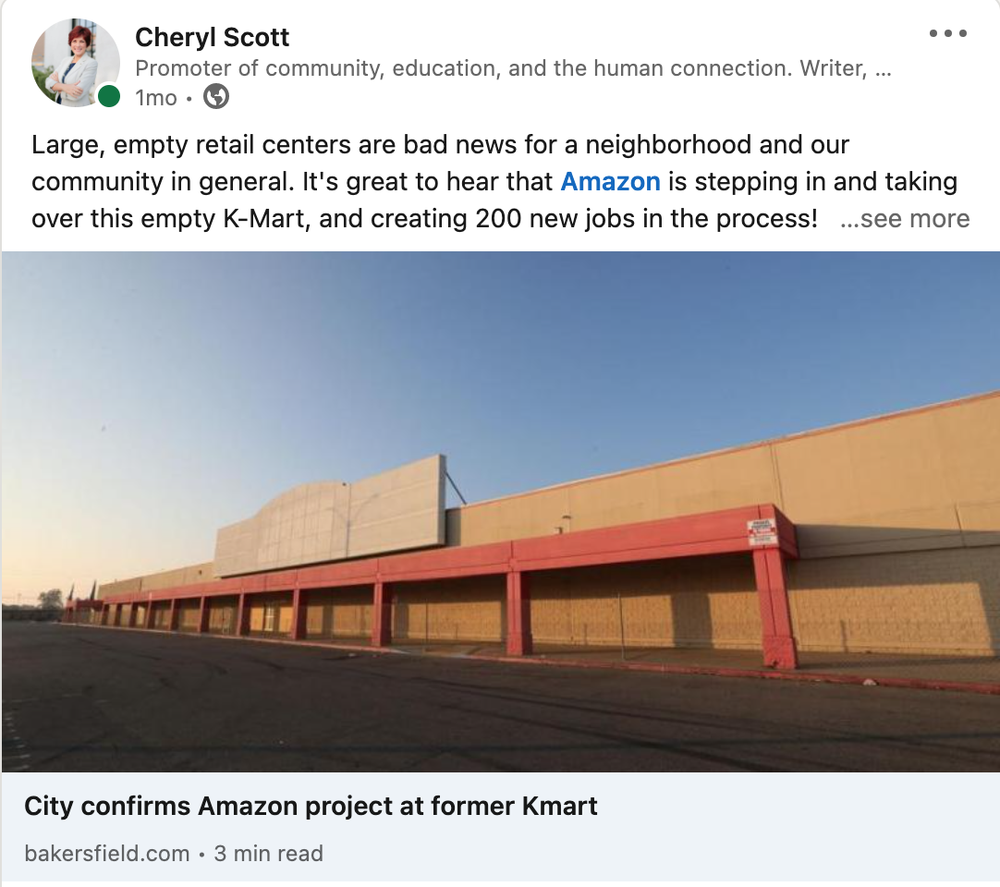 Cheryl Scott
Promoter of community, education, and the human connection. Writer, ...
1mo •
Large, empty retail centers are bad news for a neighborhood and our
community in general. It's great to hear that Amazon is stepping in and taking
over this empty K-Mart, and creating 200 new jobs in the process! ...see more
City confirms Amazon project at former Kmart
bakersfield.com • 3 min read